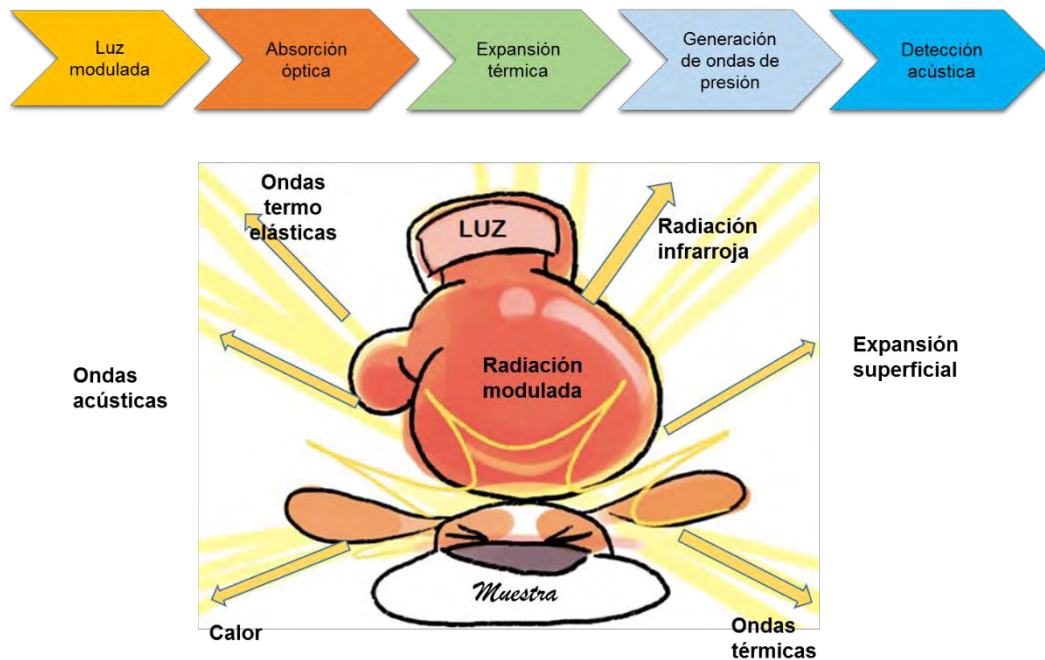 Luz
modulada
Absorción
óptica
Expansión
térmica
Generación
de ondas de
presión
Detección
acústica
Ondas
termo
elásticas
LUZ
Radiación
infrarroja
Radiación
modulada
Expansión
superficial
Ondas
acústicas
Muestra
Calor
Ondas
térmicas